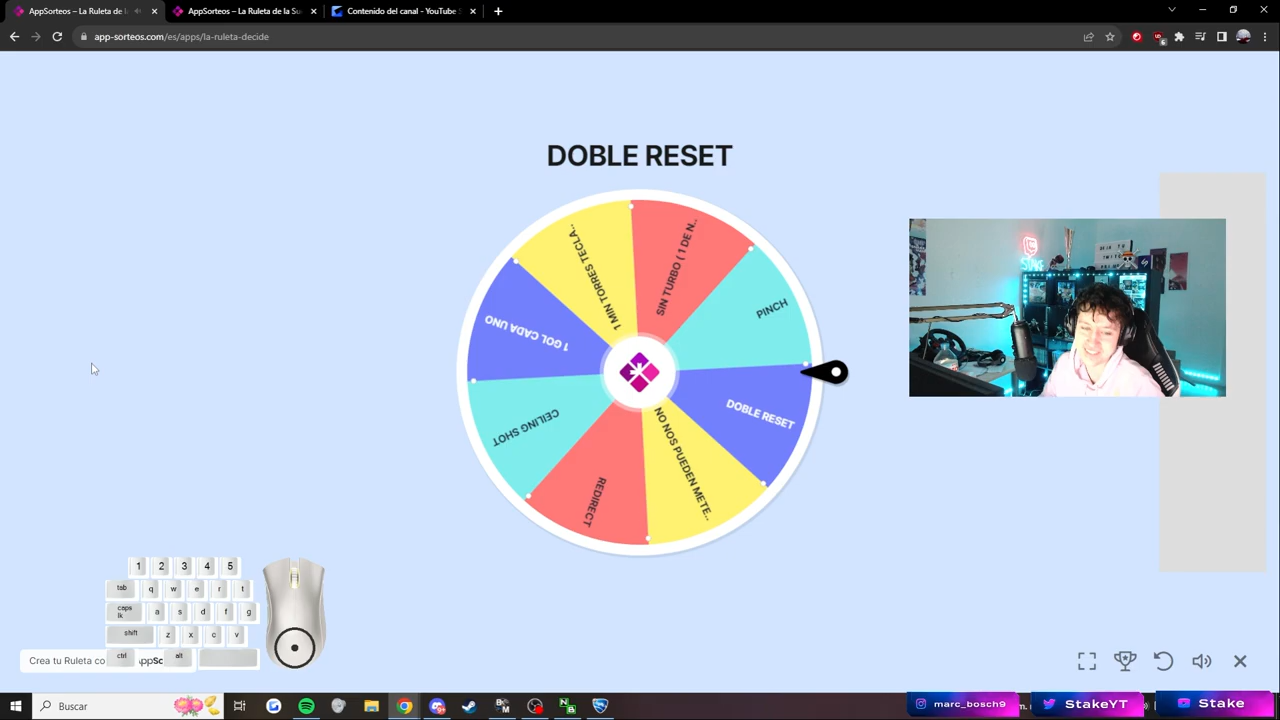 AppSorteos – La Ruleta de l
AppSorteos – La Ruleta de la Su
Contenido del canal - YouTube S
app-sorteos.com/es/apps/la-ruleta-decide
DOBLE RESET
1 MIN TORRES TECLA..
SIN TURBO ( 1 DE N..
PINCH
DOBLE RESET
NO NOS PUEDEN METE..
REDIRECT
CEILING SHOT
1 GOL CADA UNO
1 2 3 4 5
tab q w e r t
caps lk a s d f g
shift z x c v
ctrl alt
Crea tu Ruleta co
AppSo
Buscar
marc_bosch9
StakeYT
Stake